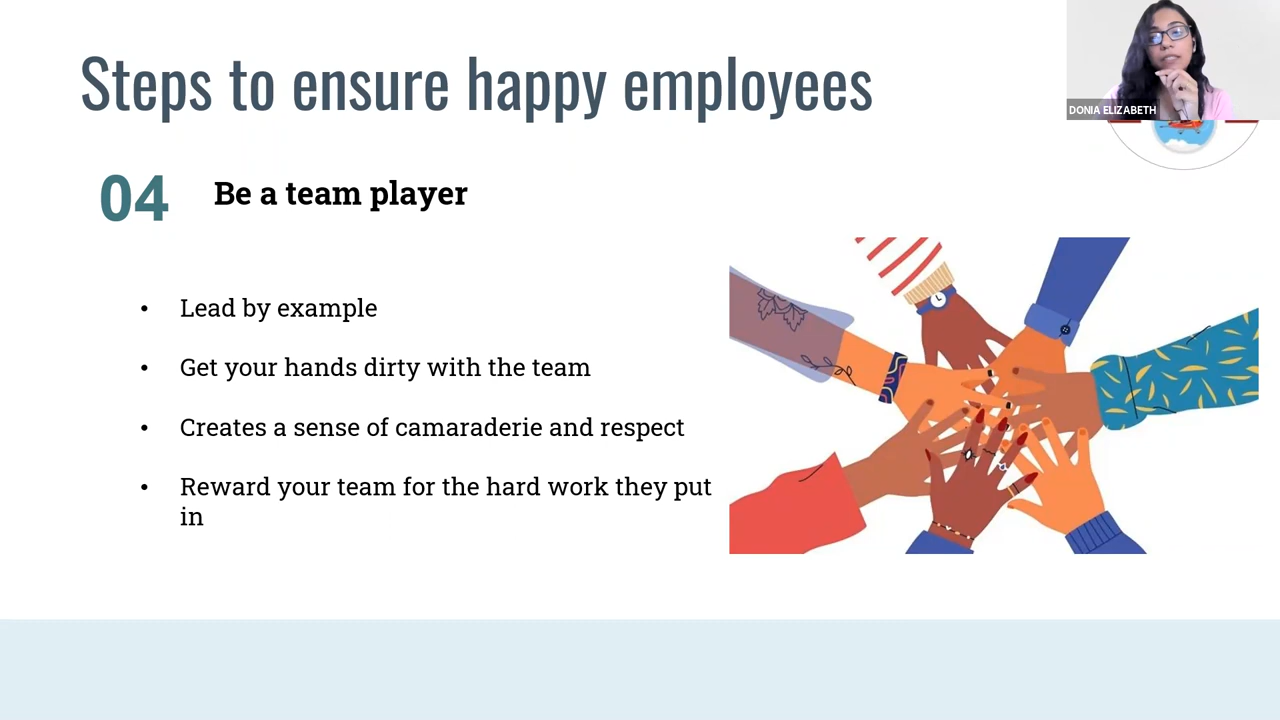 Steps to ensure happy employees
DONIA ELIZABETH
04
Be a team player
• Lead by example
• Get your hands dirty with the team
• Creates a sense of camaraderie and respect
• Reward your team for the hard work they put
in